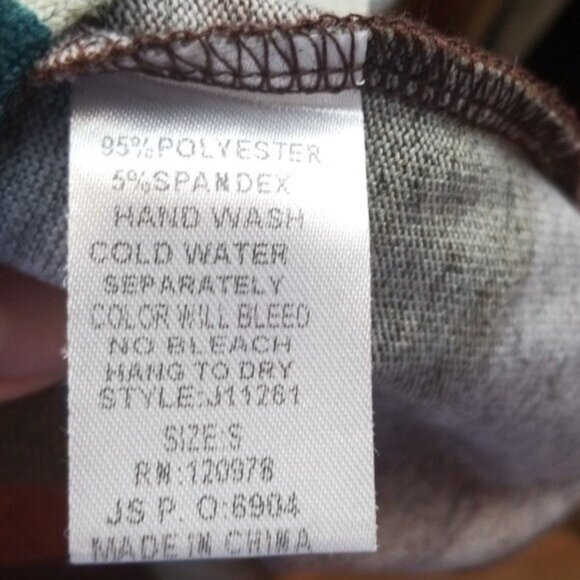 95%POLYESTER
5%SPANDEX
HAND WASH
COLD WATER
SEPARATELY
COLOR WILL BLEED
NO BLEACH
HANG TO DRY
STYLE:J11261
SIZE:S
RN:120978
JS P. O:6904
MADE IN CHINA